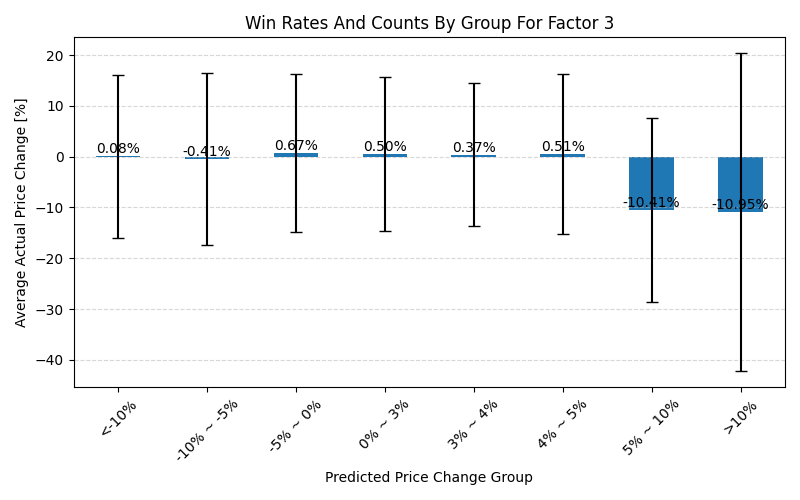 Win Rates And Counts By Group For Factor 3
Average Actual Price Change [%]
20
10
0
−10
−20
−30
−40
0.08%
-0.41%
0.67%
0.50%
0.37%
0.51%
-10.41%
-10.95%
<-10%
-10% ~ -5%
-5% ~ 0%
0% ~ 3%
3% ~ 4%
4% ~ 5%
5% ~ 10%
>10%
Predicted Price Change Group